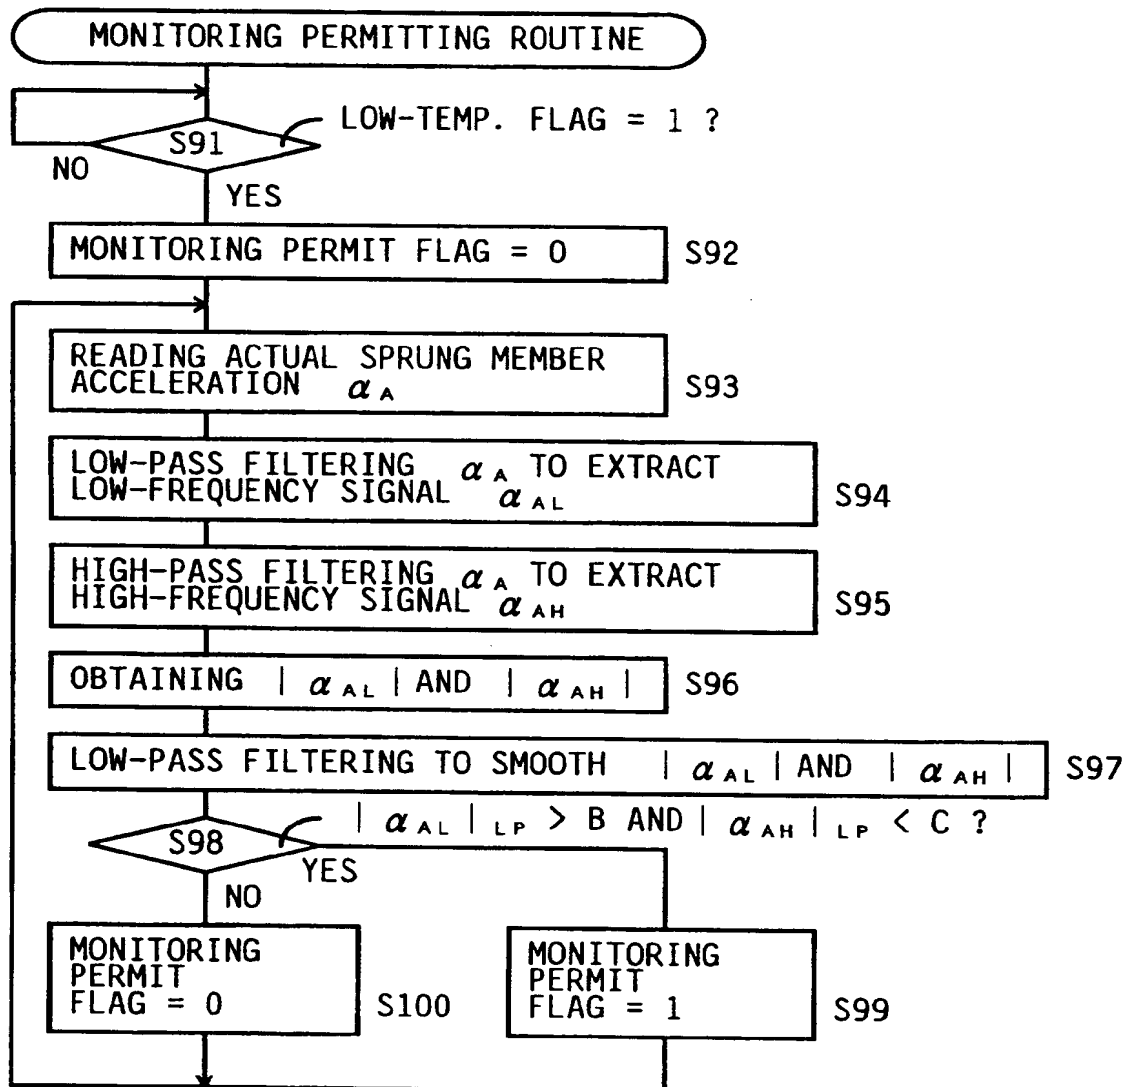 MONITORING PERMITTING ROUTINE
LOW-TEMP. FLAG = 1 ?
S91
NO
YES
MONITORING PERMIT FLAG = 0
S92
READING ACTUAL SPRUNG MEMBER
ACCELERATION α A
S93
LOW-PASS FILTERING α A TO EXTRACT
LOW-FREQUENCY SIGNAL α AL
S94
HIGH-PASS FILTERING α A TO EXTRACT
HIGH-FREQUENCY SIGNAL α AH
S95
OBTAINING | α AL | AND | α AH |
S96
LOW-PASS FILTERING TO SMOOTH | α AL | AND | α AH |
S97
| α AL | LP > B AND | α AH | LP < C ?
S98
YES
NO
MONITORING
PERMIT
FLAG = 0
S100
MONITORING
PERMIT
FLAG = 1
S99